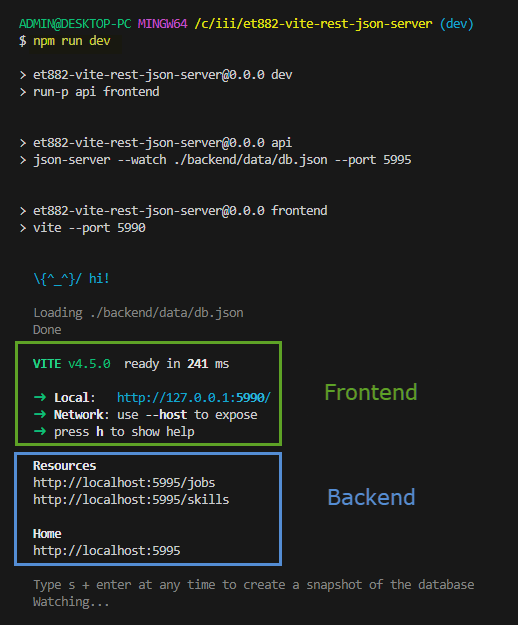 ADMIN@DESKTOP-PC MINGW64 /c/iii/et882-vite-rest-json-server (dev)
$ npm run dev
> et882-vite-rest-json-server@0.0.0 dev
> run-p api frontend
> et882-vite-rest-json-server@0.0.0 api
> json-server --watch ./backend/data/db.json --port 5995
> et882-vite-rest-json-server@0.0.0 frontend
> vite --port 5990
\{^_^}/ hi!
Loading ./backend/data/db.json
Done
VITE v4.5.0 ready in 241 ms
➜ Local: http://127.0.0.1:5990/
➜ Network: use --host to expose
➜ press h to show help
Frontend
Resources
http://localhost:5995/jobs
http://localhost:5995/skills
Home
http://localhost:5995
Backend
Type s + enter at any time to create a snapshot of the database
Watching...